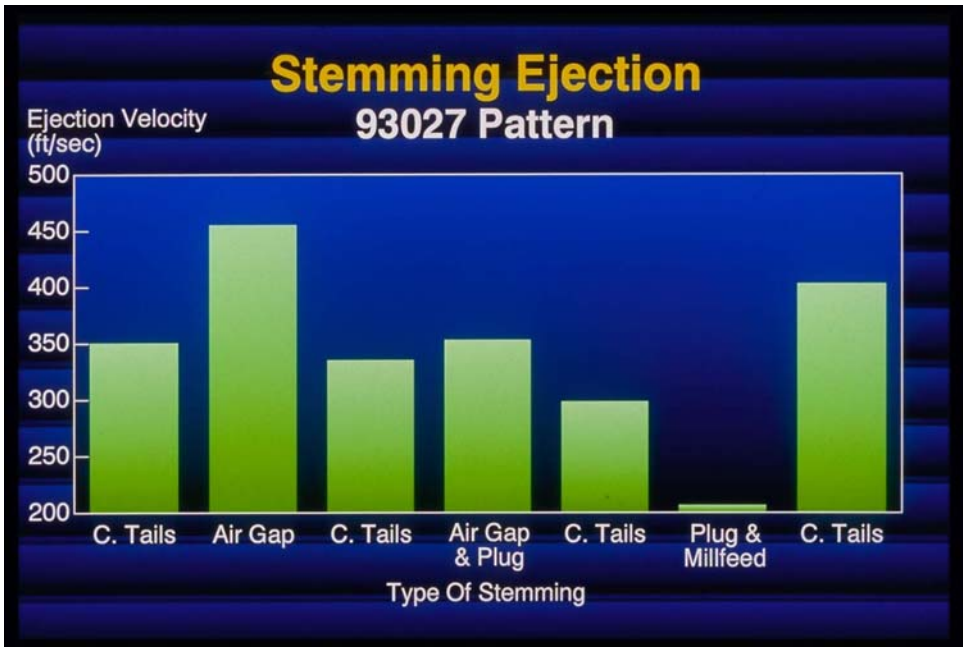 Stemming Ejection
93027 Pattern
Ejection Velocity
(ft/sec)
500
450
400
350
300
250
200
C. Tails
Air Gap
C. Tails
Air Gap
& Plug
C. Tails
Plug &
Millfeed
C. Tails
Type Of Stemming